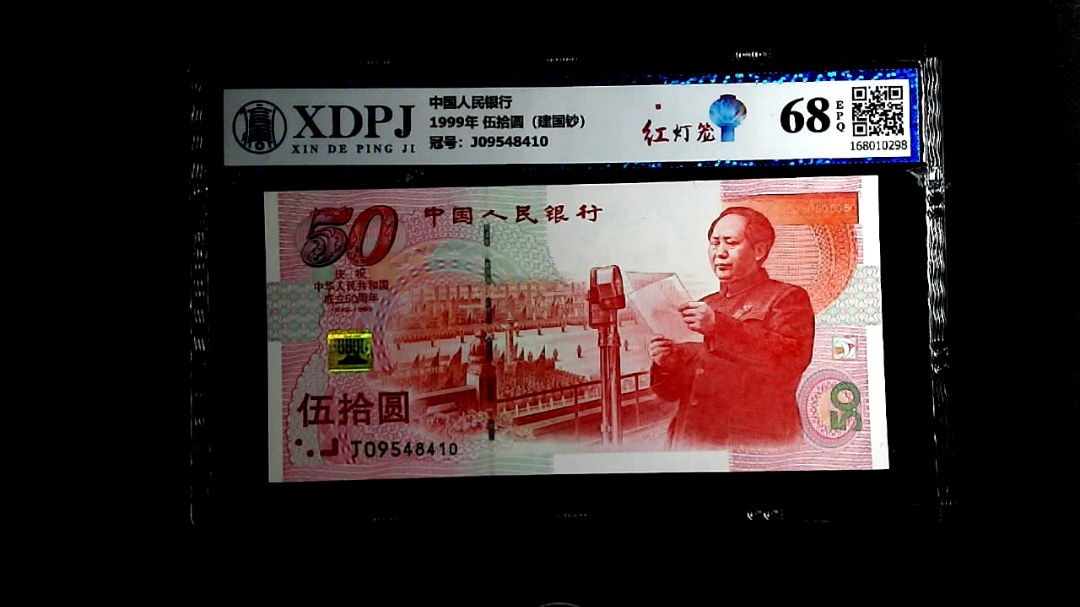 XDPJ
XIN DE PING JI
中国人民银行
1999年 伍拾圆（建国钞）
冠号：J09548410
红灯笼
68
EPQ
168010298
50
中国人民银行
庆祝
中华人民共和国
成立50周年
伍拾圆
J09548410
50